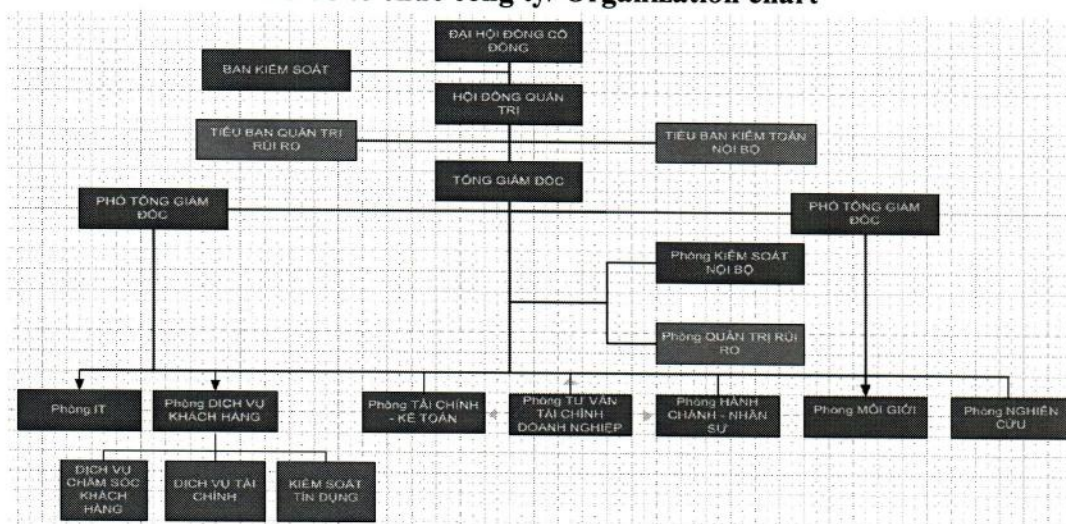 tổ chức công ty/ Organization chart
ĐẠI HỘI ĐỒNG CỔ
ĐÔNG
BAN KIỂM SOÁT
HỘI ĐỒNG QUẢN
TRỊ
TIỂU BAN QUẢN TRỊ
RỦI RO
TIỂU BAN KIỂM TOÁN
NỘI BỘ
TỔNG GIÁM ĐỐC
PHÓ TỔNG GIÁM
ĐỐC
PHÓ TỔNG GIÁM
ĐỐC
Phòng KIỂM SOÁT
NỘI BỘ
Phòng QUẢN TRỊ RỦI
RO
Phòng IT
Phòng DỊCH VỤ
KHÁCH HÀNG
Phòng TÀI CHÍNH
- KẾ TOÁN
Phòng TƯ VẤN
TÀI CHÍNH
DOANH NGHIỆP
Phòng HÀNH
CHÁNH - NHÂN
SỰ
Phòng MÔI GIỚI
Phòng NGHIÊN
CỨU
DỊCH VỤ
CHĂM SÓC
KHÁCH
HÀNG
DỊCH VỤ TÀI
CHÍNH
KIỂM SOÁT
TÍN DỤNG